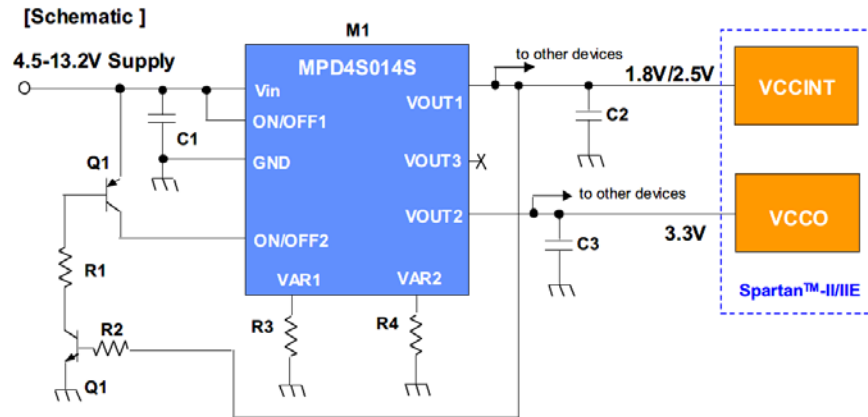 [Schematic ]
M1
4.5-13.2V Supply
MPD4S014S
to other devices
1.8V/2.5V
VCCINT
Vin
VOUT1
ON/OFF1
C1
C2
Q1
GND
VOUT3
to other devices
VOUT2
VCCO
ON/OFF2
3.3V
C3
R1
VAR1
VAR2
Spartan™-II/IIE
R3
R4
R2
Q1